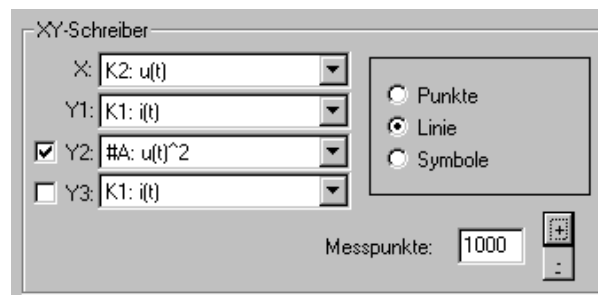 XY-Schreiber
X: K2: u(t)
Y1: K1: i(t)
Y2: #A: u(t)^2
Y3: K1: i(t)
Punkte
Linie
Symbole
Messpunkte: 1000 +
-